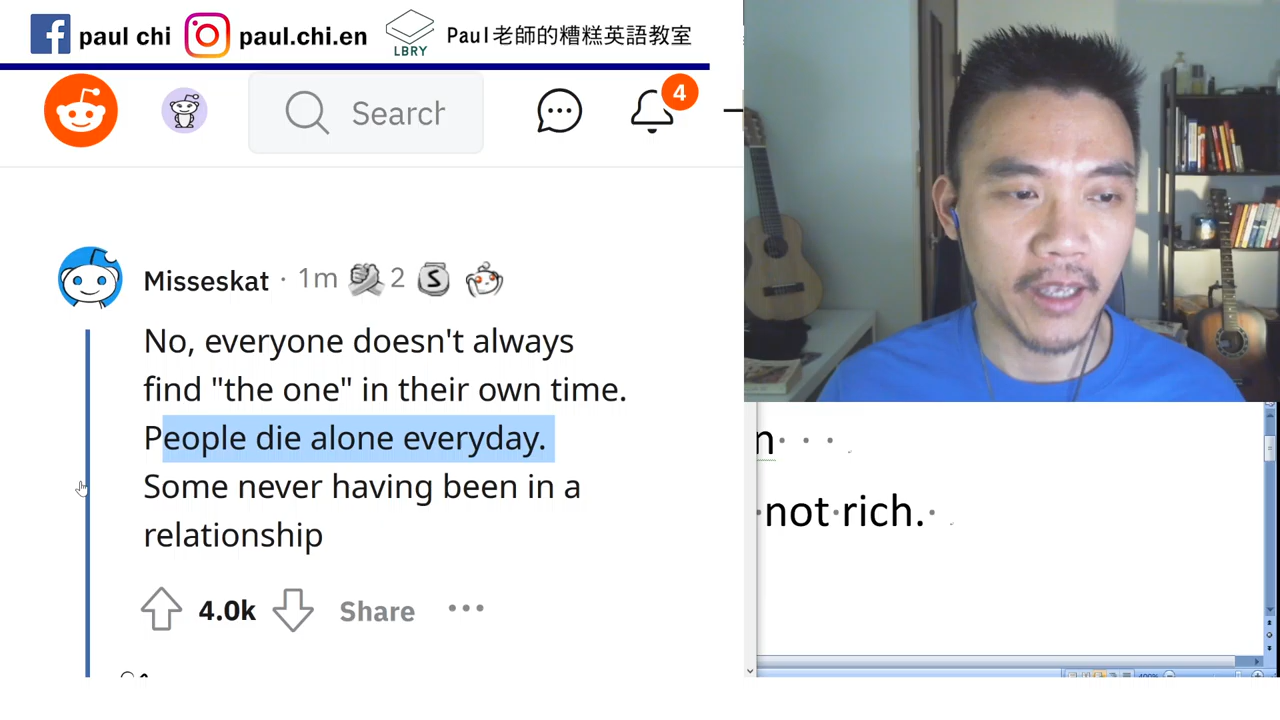 paul chi paul.chi.en LBRY Paul老師的糟糕英語教室
Search
4
Misseskat · 1m 2 S
No, everyone doesn't always
find "the one" in their own time.
People die alone everyday.
Some never having been in a
relationship
4.0k Share ···
n
not rich.